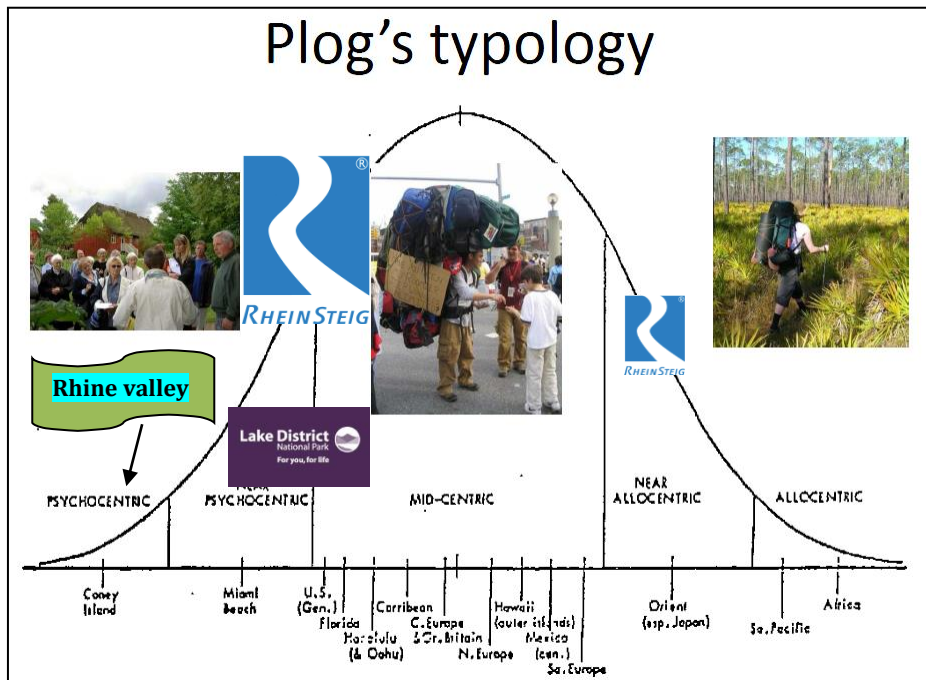 Plog's typology
®
RHEINSTEIG
®
RHEINSTEIG
Rhine valley
Lake District
National Park
For you, for life
PSYCHOCENTRIC
NEAR
PSYCHOCENTRIC
MID-CENTRIC
NEAR
ALLOCENTRIC
ALLOCENTRIC
Coney
Island
Miami
Beach
U.S.
(Gen.)
Florida
Honolulu
(& Oahu)
Carribean
C. Europe
& Gr. Britain
N. Europe
Hawaii
(outer islands)
Mexico
(cen.)
So. Europe
Orient
(esp. Japan)
So. Pacific
Africa